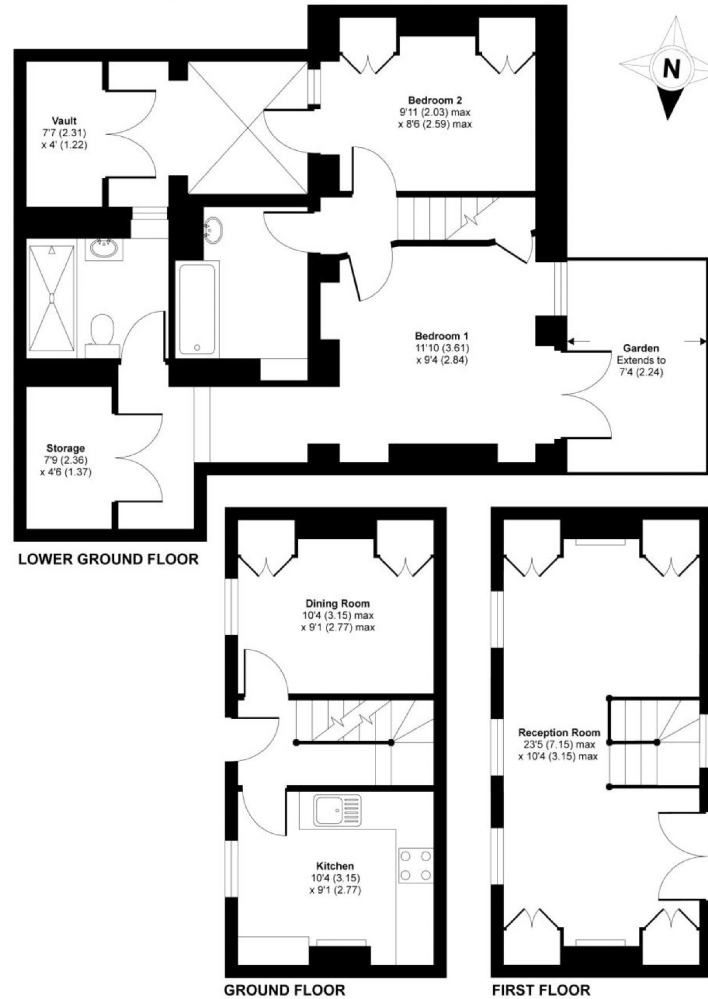 N
Bedroom 2
9'11 (2.03) max
x 8'6 (2.59) max
Vault
7'7 (2.31)
x 4' (1.22)
Bedroom 1
11'10 (3.61)
x 9'4 (2.84)
Garden
Extends to
7'4 (2.24)
Storage
7'9 (2.36)
x 4'6 (1.37)
LOWER GROUND FLOOR
Dining Room
10'4 (3.15)
x 9'1 (2.77) max
Reception Room
23'5 (7.15) max
x 10'4 (3.15) max
Kitchen
10'4 (3.15)
x 9'1 (2.77)
GROUND FLOOR
FIRST FLOOR